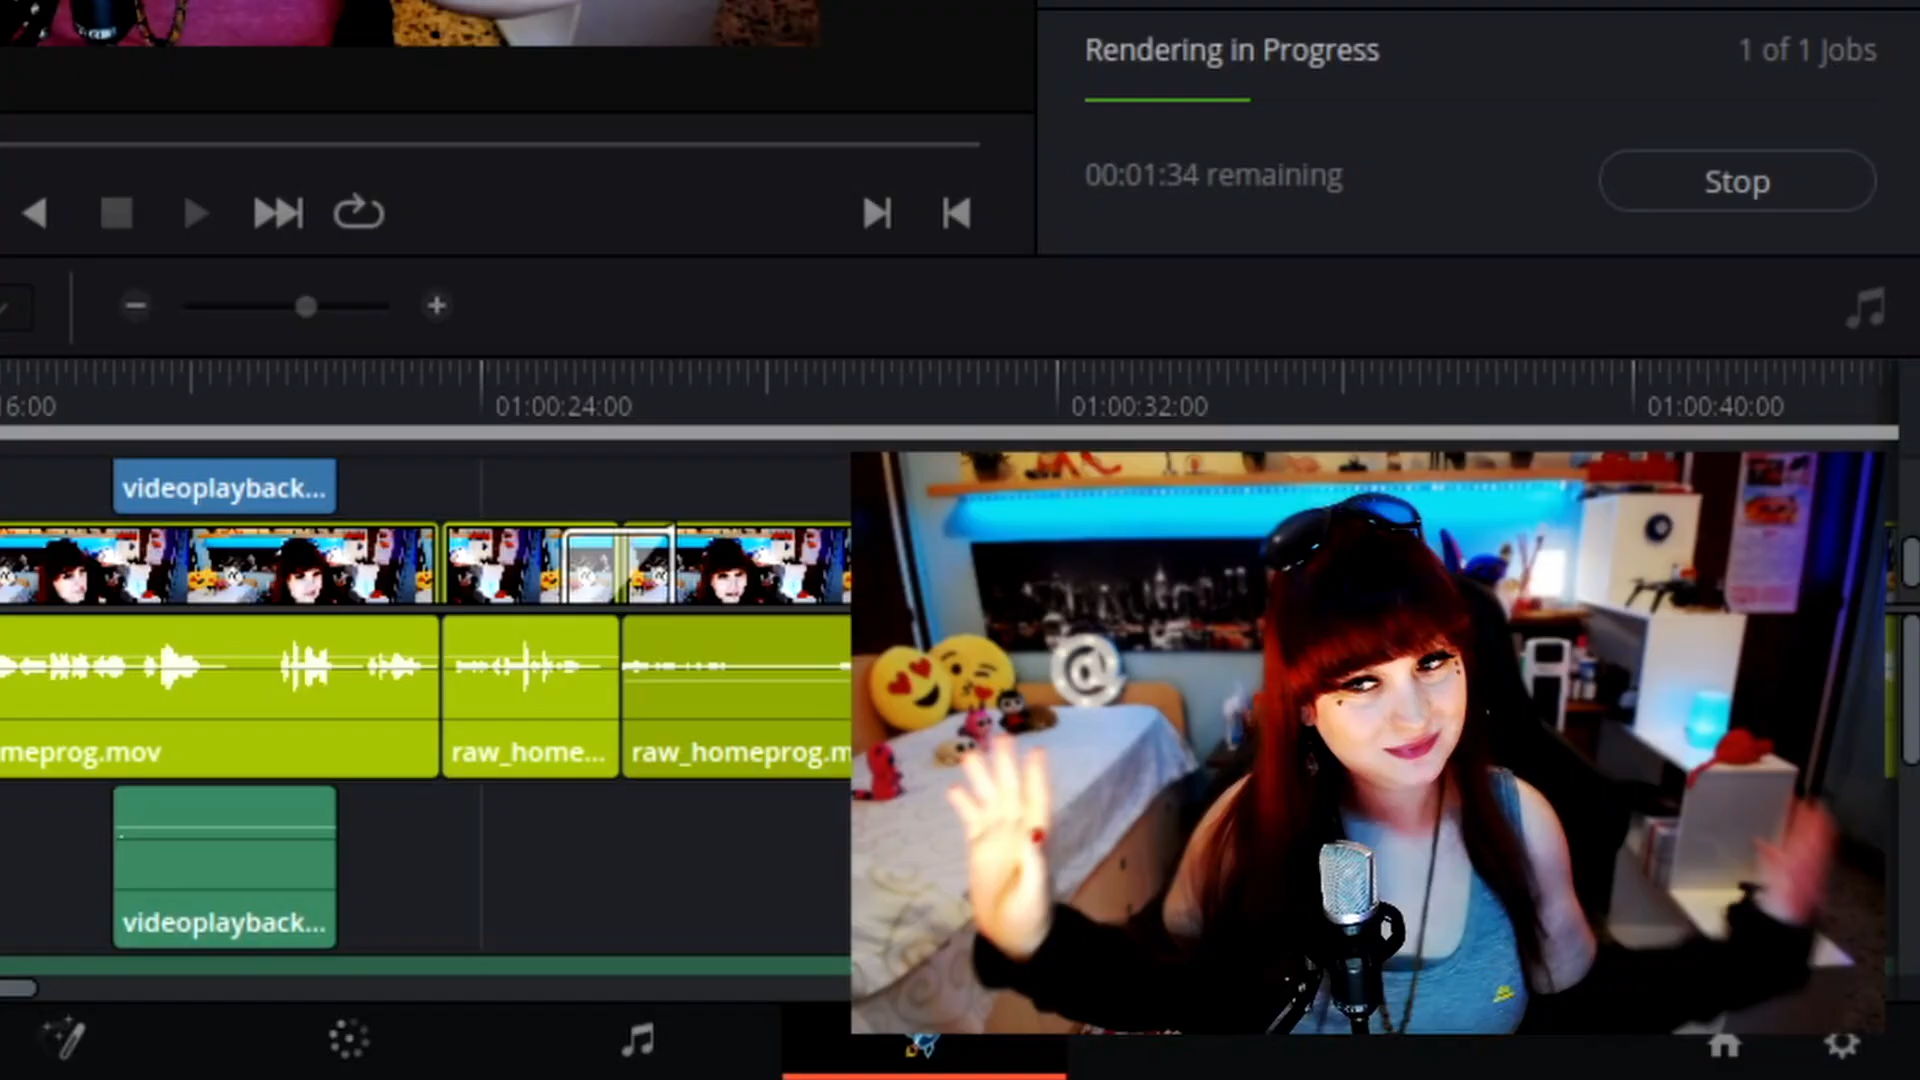 Rendering in Progress
1 of 1 Jobs
00:01:34 remaining
Stop
16:00
01:00:24:00
01:00:32:00
01:00:40:00
videoplayback...
meprog.mov
raw_home...
raw_homeprog.m
videoplayback...
@